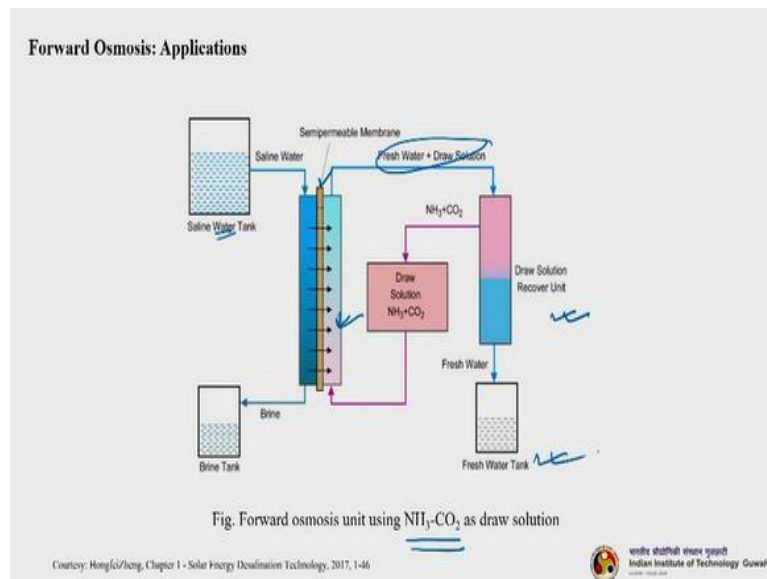 Forward Osmosis: Applications
Semipermeable Membrane
Saline Water
Fresh Water + Draw Solution
Saline Water Tank
NH3+CO2
Draw
Solution
NH3+CO2
Draw Solution
Recover Unit
Fresh Water
Brine
Brine Tank
Fresh Water Tank
Fig. Forward osmosis unit using NH3-CO2 as draw solution
Courtesy: HongfeiZheng, Chapter 1 - Solar Energy Desalination Technology, 2017, 1-46
भारतीय प्रौद्योगिकी संस्थान गुवाहाटी
Indian Institute of Technology Guwah